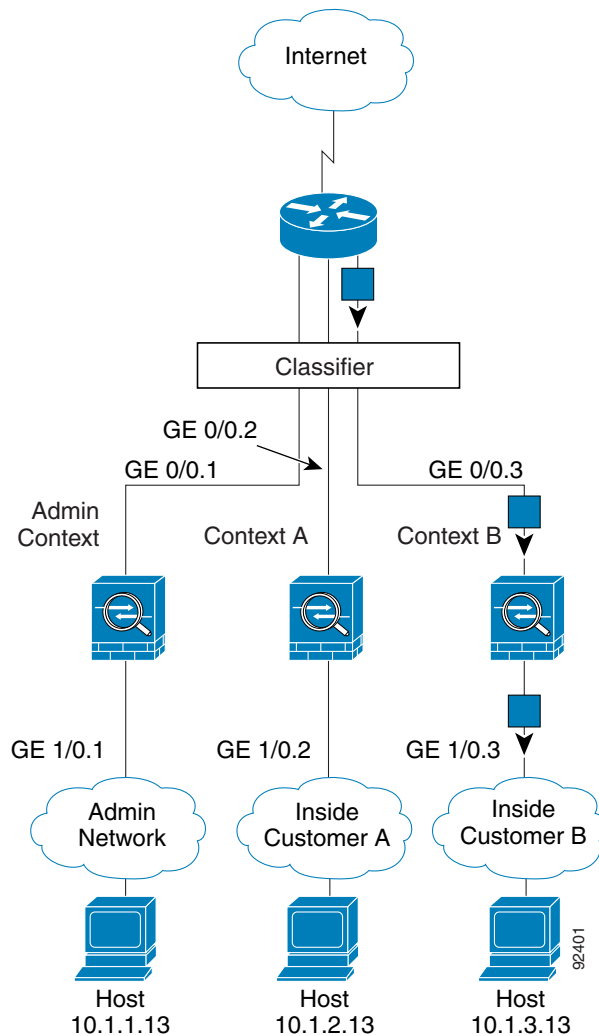 Internet
Classifier
GE 0/0.2
GE 0/0.1
GE 0/0.3
Admin
Context
Context A
Context B
GE 1/0.1
GE 1/0.2
GE 1/0.3
Admin
Network
Inside
Customer A
Inside
Customer B
92401
Host
10.1.1.13
Host
10.1.2.13
Host
10.1.3.13